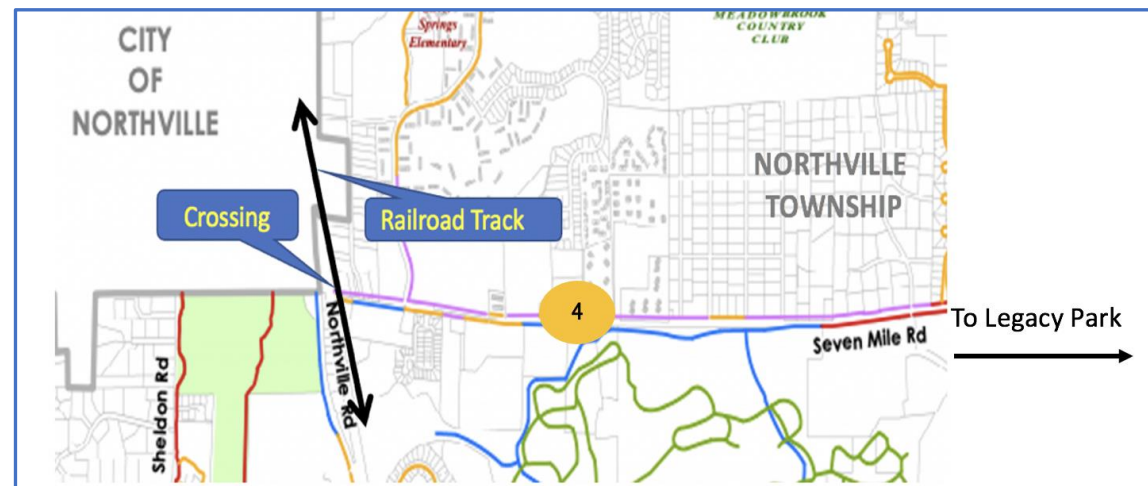 CITY
OF
NORTHVILLE
Springs
Elementary
MEADOWBROOK
COUNTRY
CLUB
NORTHVILLE
TOWNSHIP
Crossing
Railroad Track
4
To Legacy Park
Seven Mile Rd
Northville Rd
Sheldon Rd